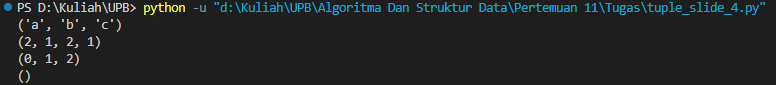 PS D:\Kuliah\UPB> python -u "d:\Kuliah\UPB\Algoritma Dan Struktur Data\Pertemuan 11\Tugas\tuple_slide_4.py"
('a', 'b', 'c')
(2, 1, 2, 1)
(0, 1, 2)
()